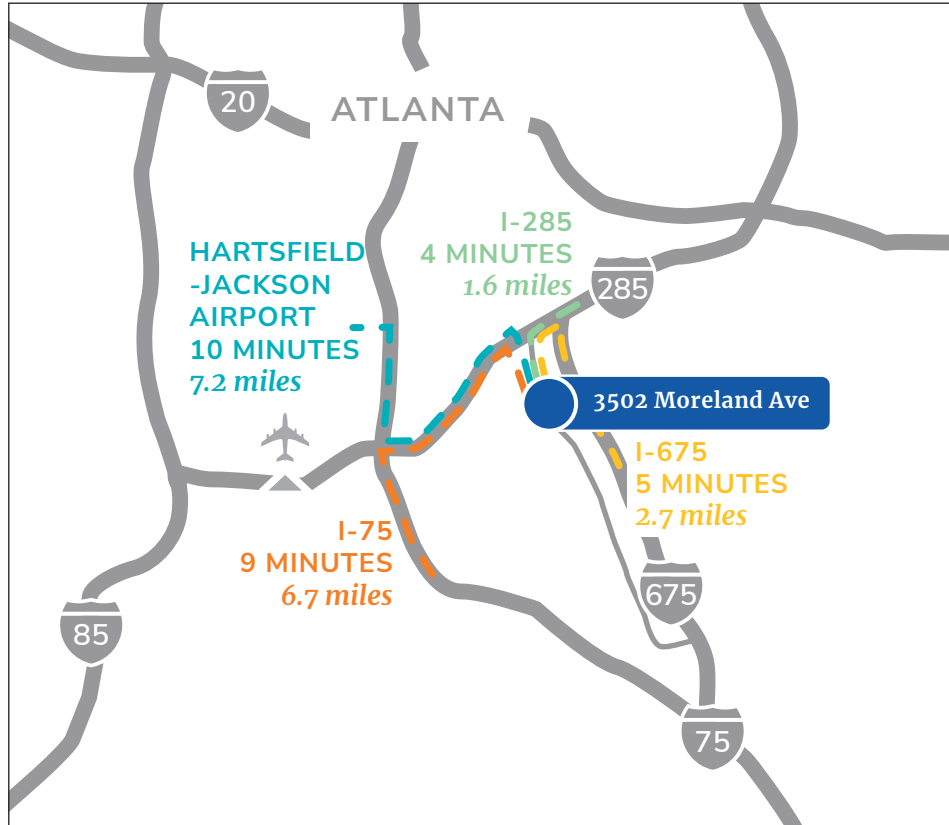 20
ATLANTA
I-285
4 MINUTES
1.6 miles
HARTSFIELD
-JACKSON
AIRPORT
10 MINUTES
7.2 miles
285
3502 Moreland Ave
I-675
5 MINUTES
2.7 miles
I-75
9 MINUTES
6.7 miles
675
85
75